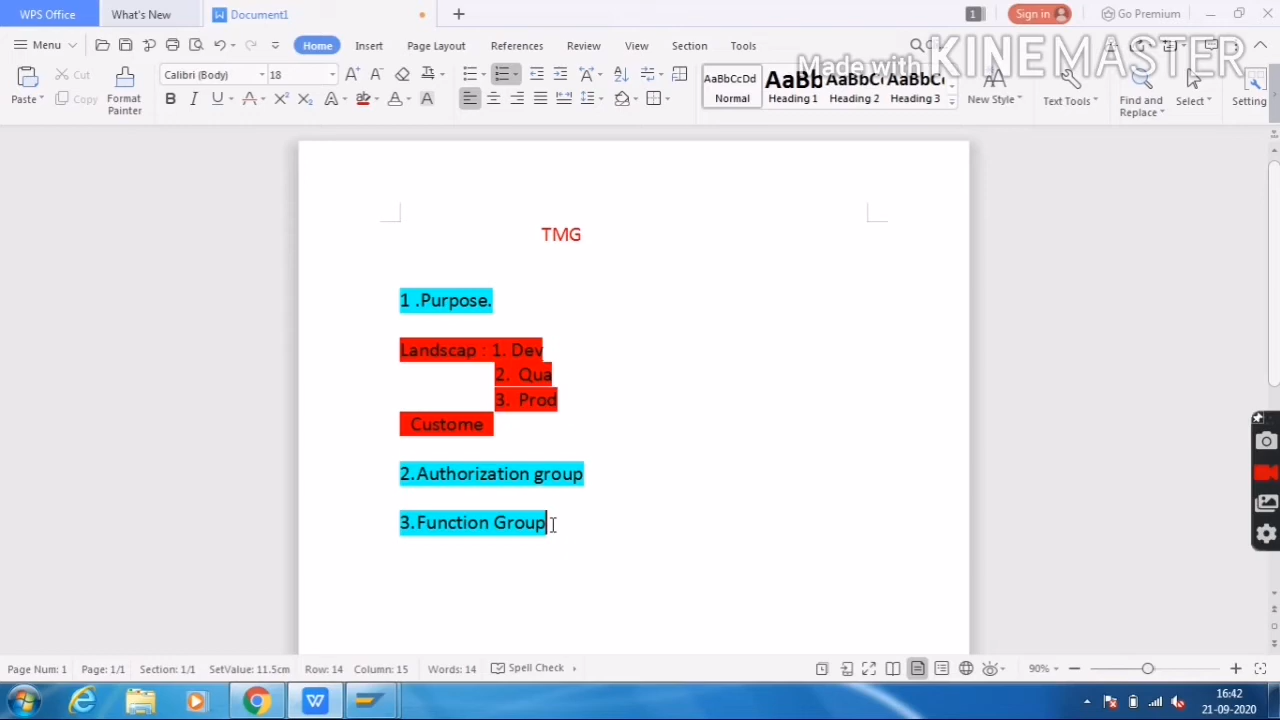 WPS Office What's New Document1 + 1 Sign in Go Premium
Menu Home Insert Page Layout References Review View Section Tools
Made with KINEMASTER
Paste Cut Copy Format Painter Calibri (Body) 18 AaBbCcDd Normal AaBb Heading 1 AaBbC Heading 2 AaBbC Heading 3 New Style Text Tools Find and Replace Select Setting
TMG
1 .Purpose.
Landscap : 1. Dev
2. Qua
3. Prod
Custome
2.Authorization group
3.Function Group
Page Num: 1 Page: 1/1 Section: 1/1 SetValue: 11.5cm Row: 14 Column: 15 Words: 14 Spell Check 90%
16:42
21-09-2020